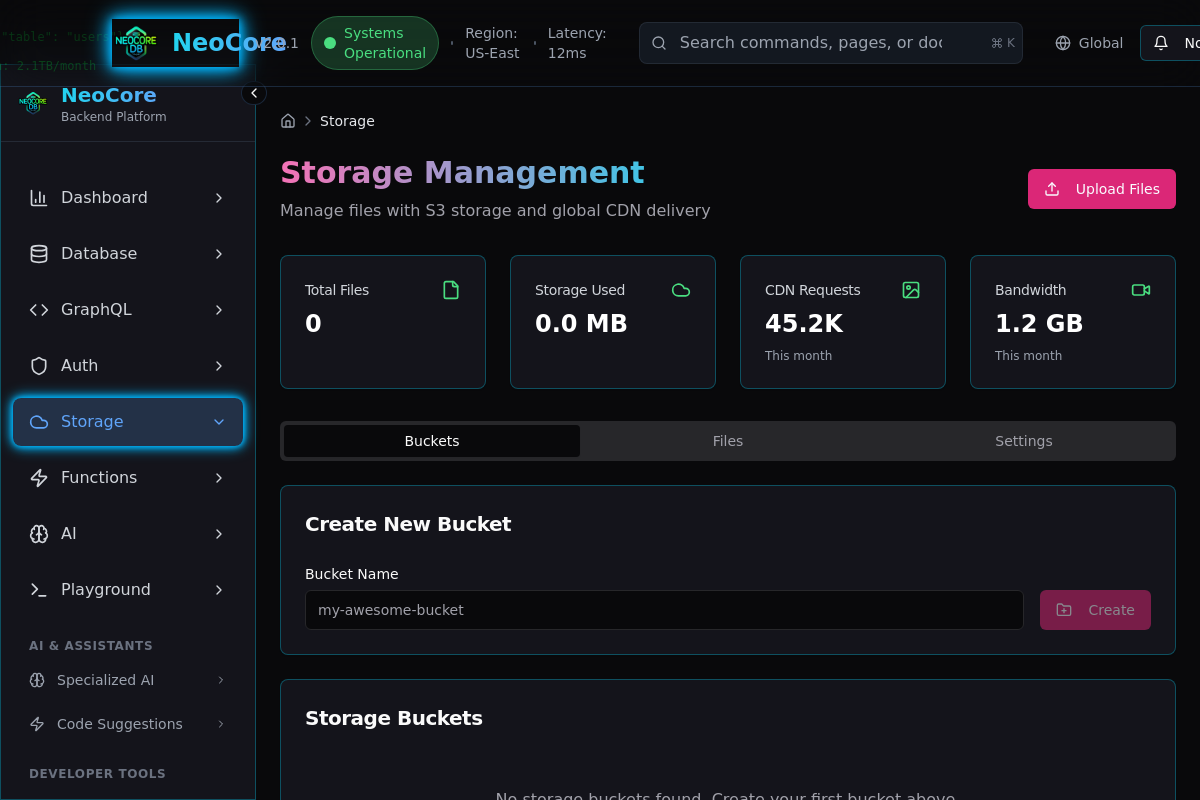 "table": "users"
: 2.1TB/month
NEOCORE
DB
NeoCore
Systems
Operational
Region:
US-East
Latency:
12ms
Search commands, pages, or doc
⌘ K
Global
NEOCORE
DB
NeoCore
Backend Platform
Storage
Storage Management
Manage files with S3 storage and global CDN delivery
Upload Files
Dashboard
Database
GraphQL
Auth
Storage
Functions
AI
Playground
AI & ASSISTANTS
Specialized AI
Code Suggestions
DEVELOPER TOOLS
Total Files
0
Storage Used
0.0 MB
CDN Requests
45.2K
This month
Bandwidth
1.2 GB
This month
Buckets
Files
Settings
Create New Bucket
Bucket Name
my-awesome-bucket
Create
Storage Buckets
No storage buckets found. Create your first bucket above.